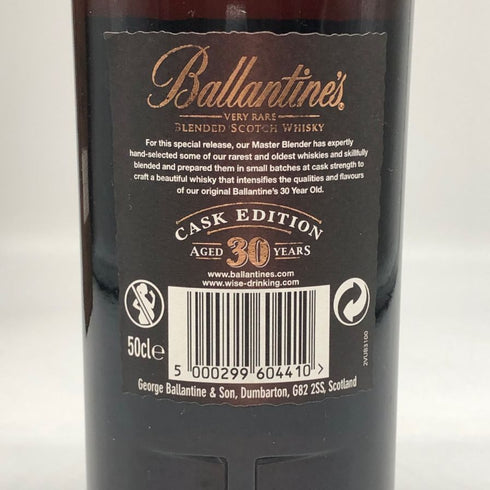 Ballantine's
VERY RARE
BLENDED SCOTCH WHISKY
For this special release, our Master Blender has expertly
hand-selected some of our rarest and oldest whiskies and skillfully
blended and prepared them in small batches at cask strength to
craft a beautiful whisky that intensifies the qualities and flavours
of our original Ballantine's 30 Year Old.
CASK EDITION
AGED 30 YEARS
www.ballantines.com
www.wise-drinking.com
50cl℮
2VUB3100
5 000299 604410 >
George Ballantine & Son, Dumbarton, G82 2SS, Scotland